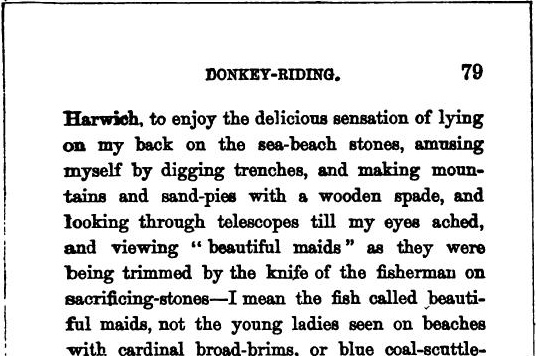 DONKEY-RIDING. 79
Harwich, to enjoy the delicious sensation of lying
on my back on the sea-beach stones, amusing
myself by digging trenches, and making moun-
tains and sand-pies with a wooden spade, and
looking through telescopes till my eyes ached,
and viewing “ beautiful maids ” as they were
being trimmed by the knife of the fisherman on
sacrificing-stones—I mean the fish called beauti-
ful maids, not the young ladies seen on beaches
with cardinal broad-brims, or blue coal-scuttle-